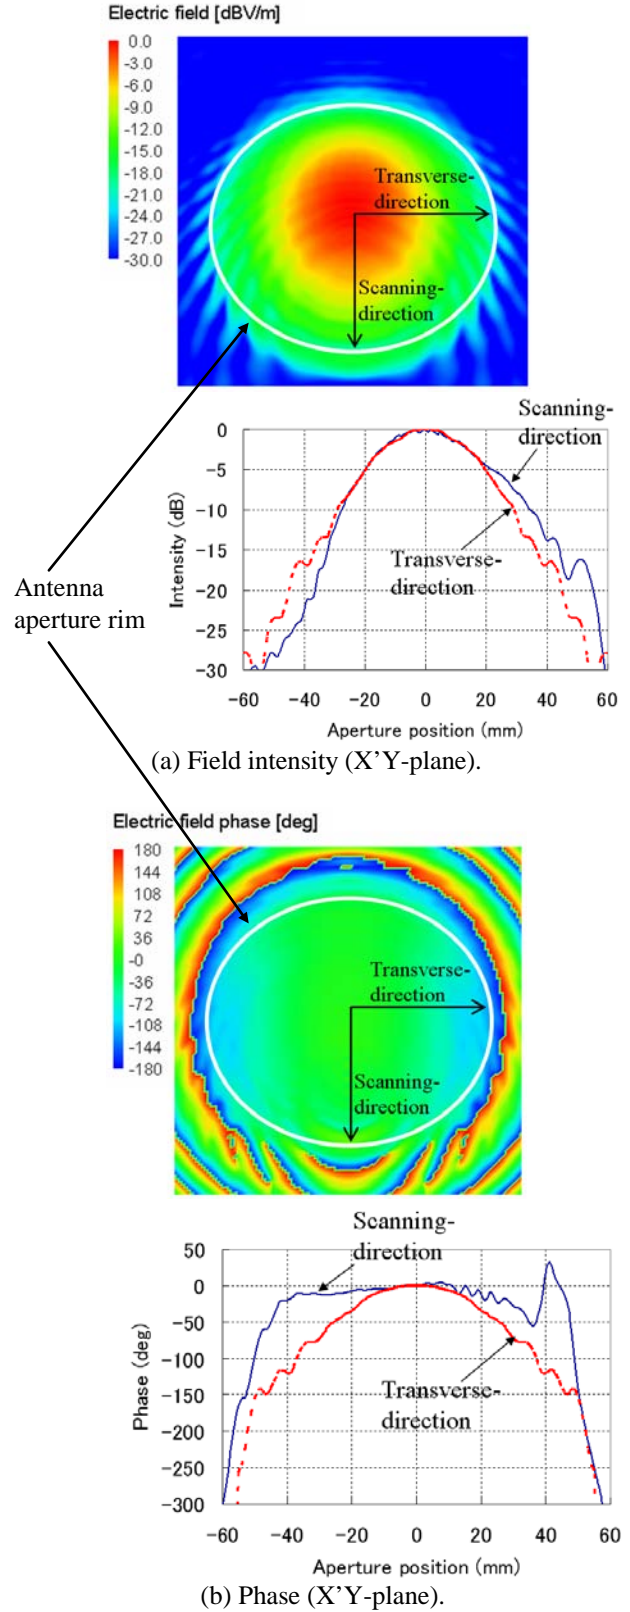 Electric field [dBV/m]
0.0
-3.0
-6.0
-9.0
-12.0
-15.0
-18.0
-21.0
-24.0
-27.0
-30.0
Transverse-
direction
Scanning-
direction
Scanning-
direction
0
-5
-10
-15
-20
-25
-30
Intensity (dB)
Transverse-
direction
-60 -40 -20 0 20 40 60
Aperture position (mm)
Antenna
aperture rim
(a) Field intensity (X'Y-plane).
Electric field phase [deg]
180
144
108
72
36
-0
-36
-72
-108
-144
-180
Transverse-
direction
Scanning-
direction
Scanning-
direction
50
0
-50
-100
-150
-200
-250
-300
Phase (deg)
Transverse-
direction
-60 -40 -20 0 20 40 60
Aperture position (mm)
(b) Phase (X'Y-plane).